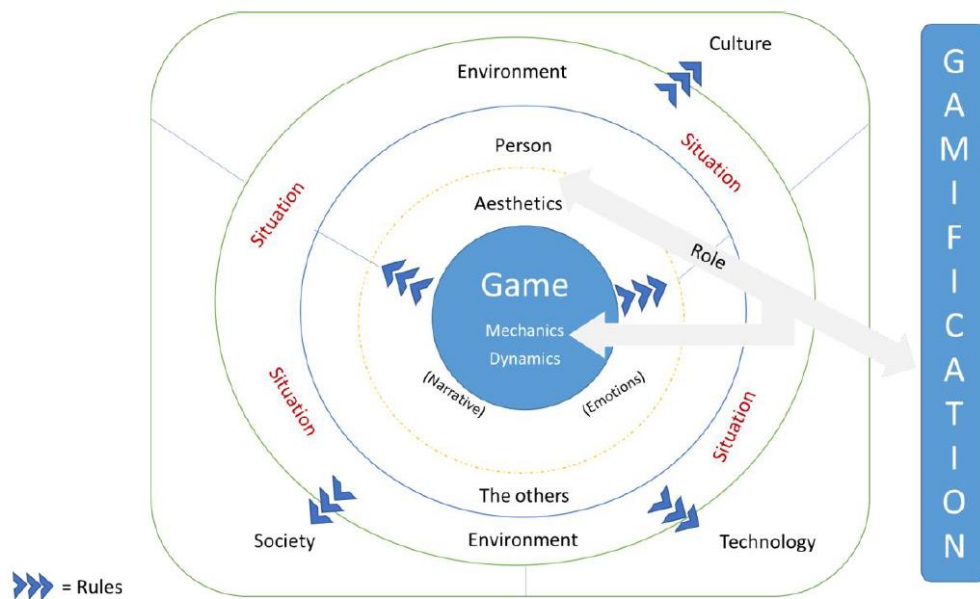 Culture
Environment
Situation
Situation
Person
Aesthetics
Role
Game
Mechanics
Dynamics
(Narrative)
(Emotions)
Situation
Situation
The others
Environment
Society
Technology
= Rules
GAMIFICATION